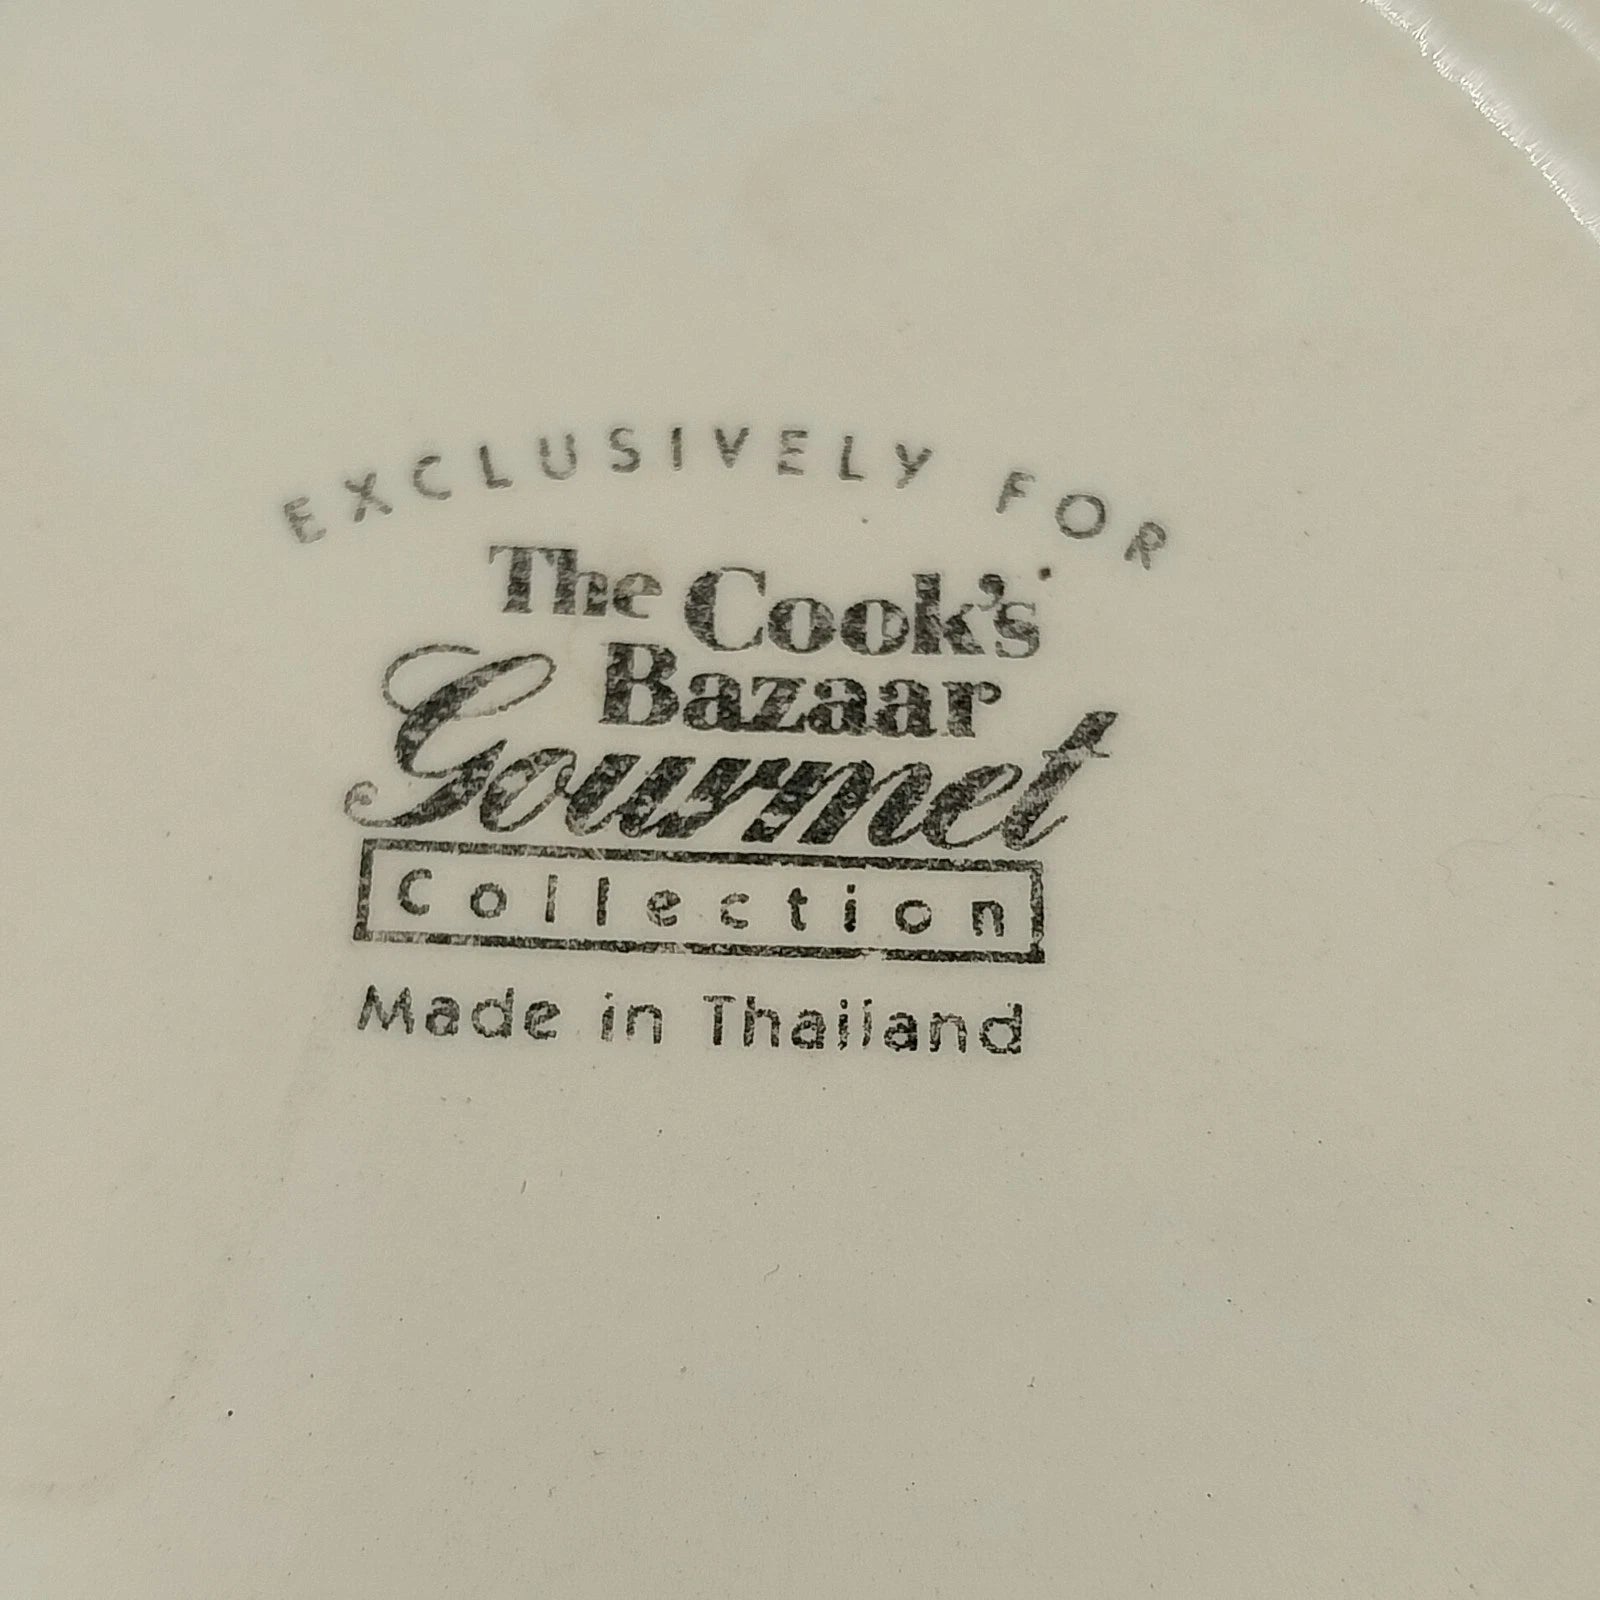 EXCLUSIVELY FOR
The Cook's
Bazaar
Gourmet
Collection
Made in Thailand